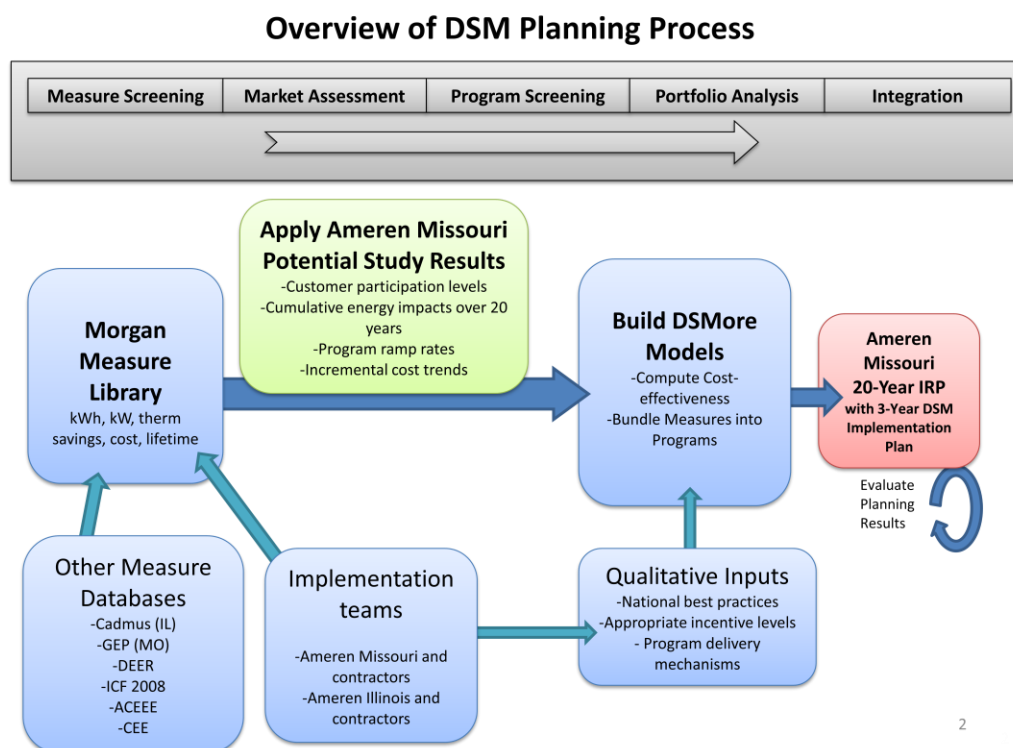 Overview of DSM Planning Process
Measure Screening
Market Assessment
Program Screening
Portfolio Analysis
Integration
Apply Ameren Missouri
Potential Study Results
-Customer participation levels
-Cumulative energy impacts over 20
years
-Program ramp rates
-Incremental cost trends
Morgan
Measure
Library
kWh, kW, therm
savings, cost, lifetime
Build DSMore
Models
-Compute Cost-
effectiveness
-Bundle Measures into
Programs
Ameren
Missouri
20-Year IRP
with 3-Year DSM
Implementation
Plan
Evaluate
Planning
Results
Other Measure
Databases
-Cadmus (IL)
-GEP (MO)
-DEER
-ICF 2008
-ACEEE
-CEE
Implementation
teams
-Ameren Missouri and
contractors
-Ameren Illinois and
contractors
Qualitative Inputs
-National best practices
-Appropriate incentive levels
- Program delivery
mechanisms
2